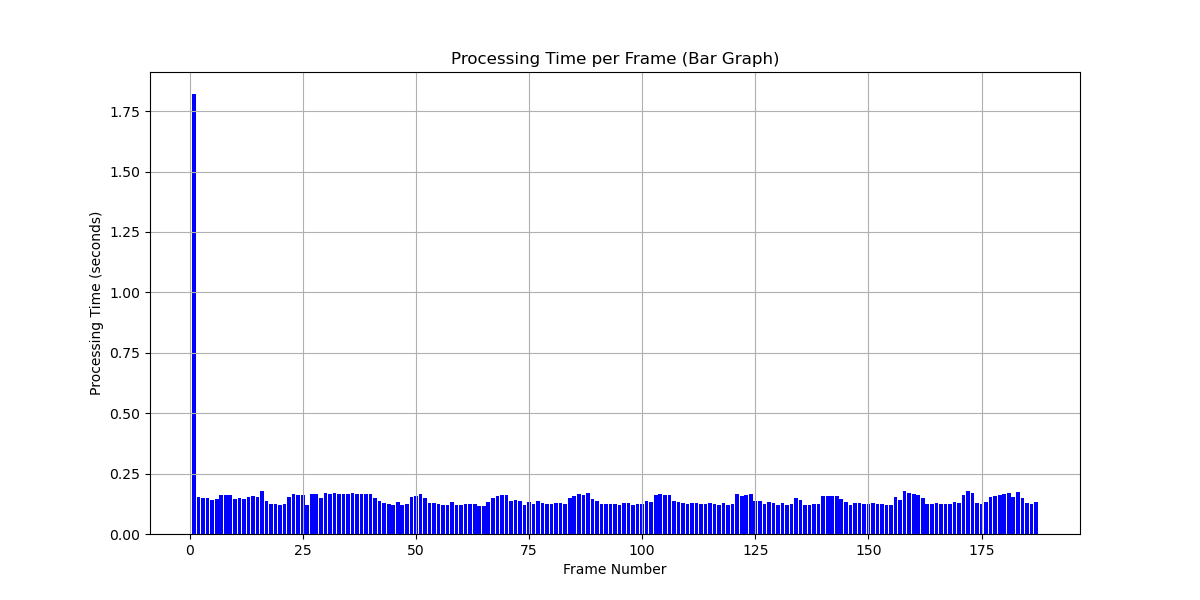 Processing Time per Frame (Bar Graph)
Processing Time (seconds)
1.75
1.50
1.25
1.00
0.75
0.50
0.25
0.00
0 25 50 75 100 125 150 175
Frame Number